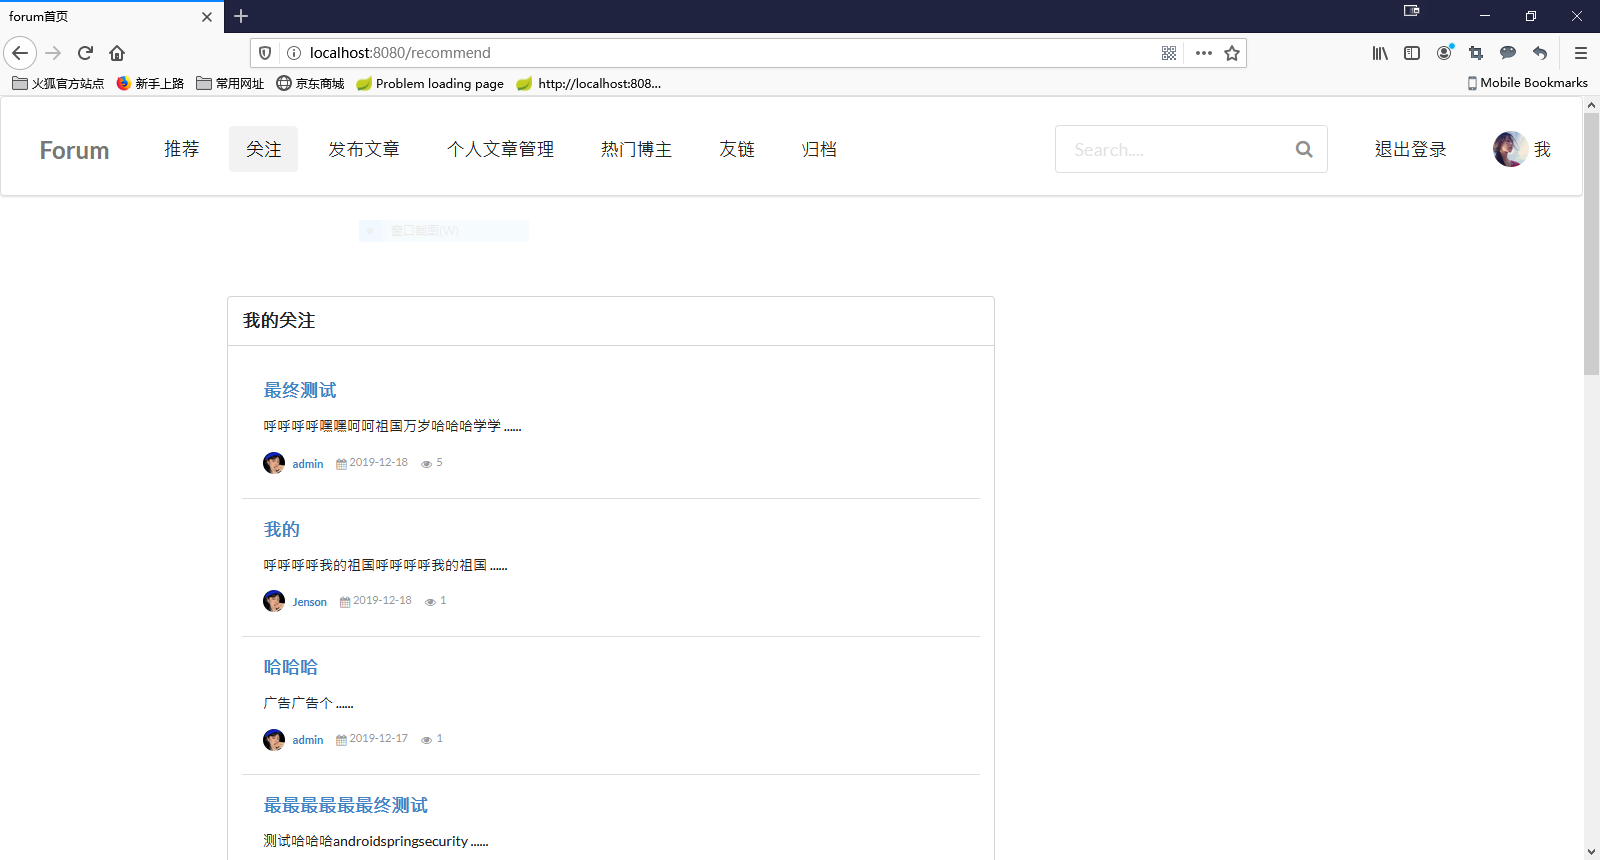 forum首页
localhost:8080/recommend
火狐官方站点 新手上路 常用网址 京东商城 Problem loading page http://localhost:808... Mobile Bookmarks
Forum 推荐 关注 发布文章 个人文章管理 热门博主 友链 归档 Search.... 退出登录 我
窗口截图(W)
我的关注
最终测试
呼呼呼呼嘿嘿呵呵祖国万岁哈哈哈学学 ......
admin 2019-12-18 5
我的
呼呼呼呼我的祖国呼呼呼呼我的祖国 ......
Jenson 2019-12-18 1
哈哈哈
广告广告个 ......
admin 2019-12-17 1
最最最最最最终测试
测试哈哈哈androidspringsecurity ......